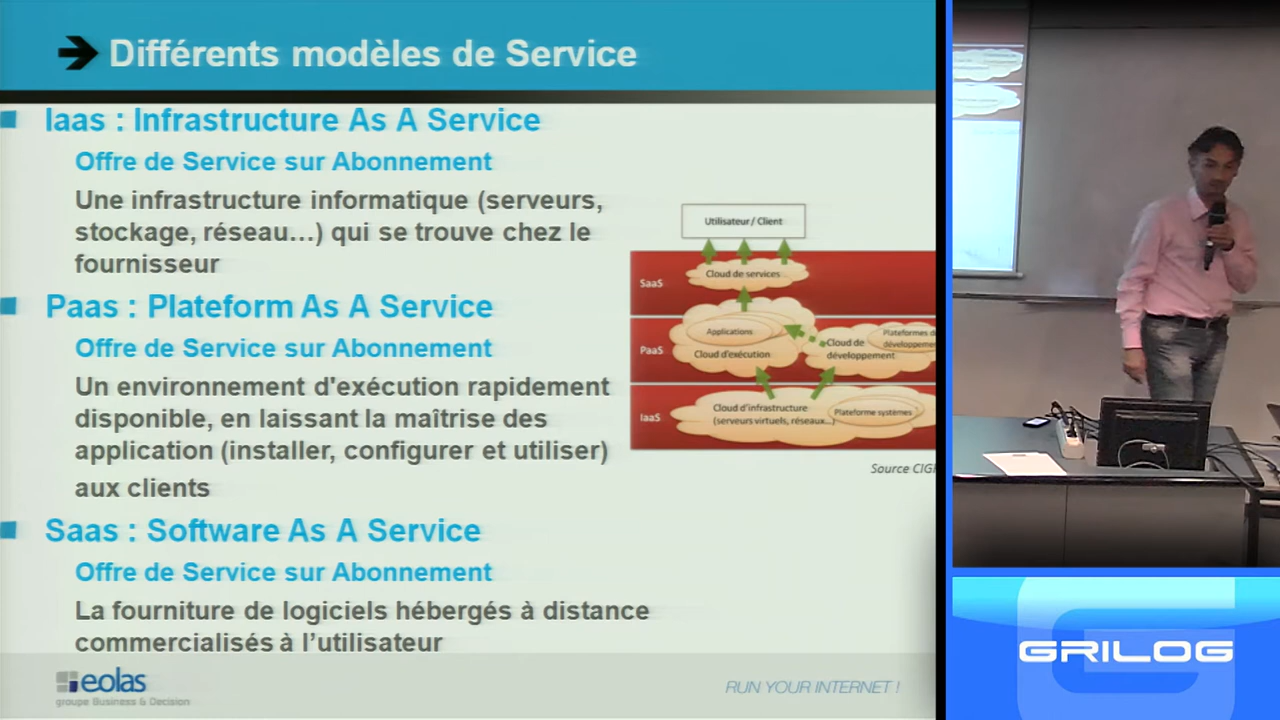 Différents modèles de Service
Iaas : Infrastructure As A Service
Offre de Service sur Abonnement
Une infrastructure informatique (serveurs,
stockage, réseau…) qui se trouve chez le
fournisseur
Paas : Plateform As A Service
Offre de Service sur Abonnement
Un environnement d'exécution rapidement
disponible, en laissant la maîtrise des
application (installer, configurer et utiliser)
aux clients
Saas : Software As A Service
Offre de Service sur Abonnement
La fourniture de logiciels hébergés à distance
commercialisés à l’utilisateur
Utilisateur / Client
SaaS
Cloud de services
PaaS
Applications
Cloud d'exécution
Cloud de
développement
Plateformes
développement
IaaS
Cloud d'infrastructure
(serveurs virtuels, réseaux...)
Plateforme systèmes
Source
eolas
groupe Business & Decision
RUN YOUR INTERNET !
GRILOG